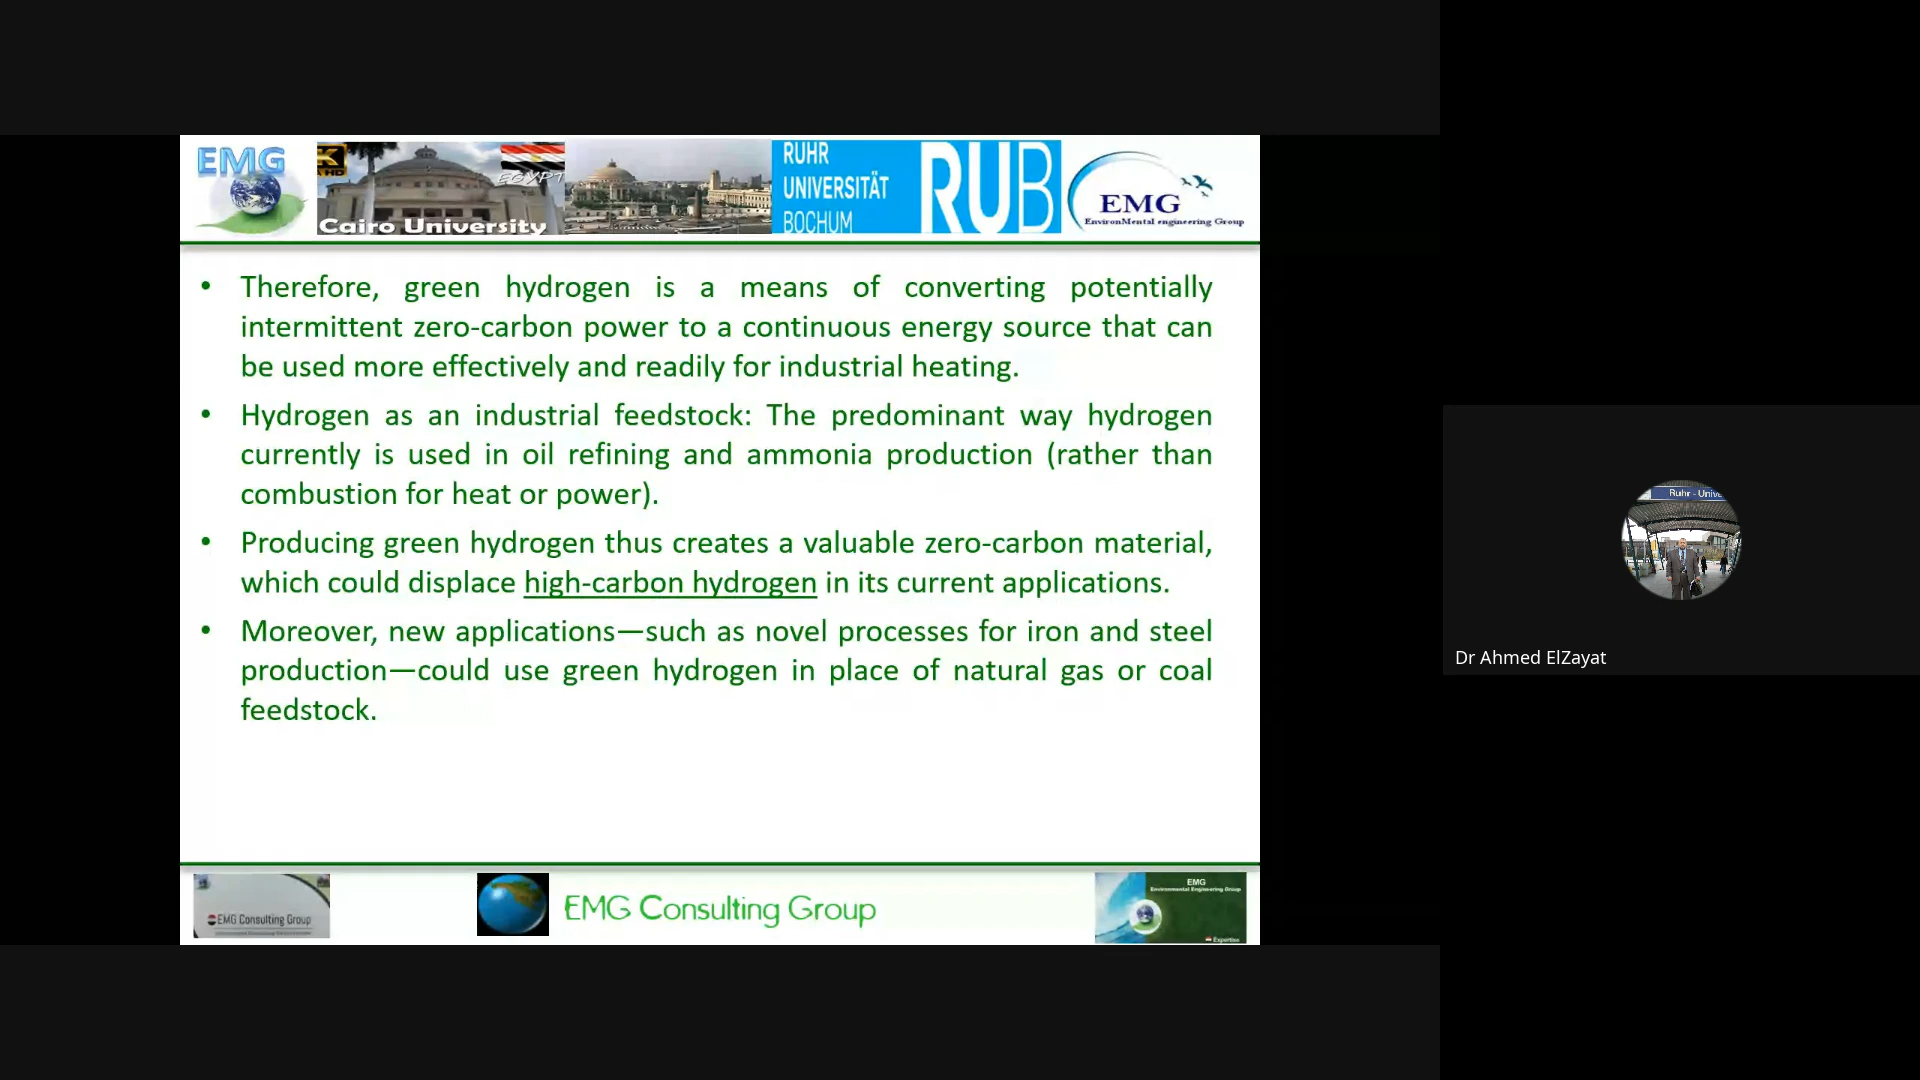 EMG
K
HD
EGYPT
Cairo University
RUHR
UNIVERSITÄT
BOCHUM
RUB
EMG
EnvironMental engineering Group
• Therefore, green hydrogen is a means of converting potentially
intermittent zero-carbon power to a continuous energy source that can
be used more effectively and readily for industrial heating.
• Hydrogen as an industrial feedstock: The predominant way hydrogen
currently is used in oil refining and ammonia production (rather than
combustion for heat or power).
• Producing green hydrogen thus creates a valuable zero-carbon material,
which could displace high-carbon hydrogen in its current applications.
• Moreover, new applications—such as novel processes for iron and steel
production—could use green hydrogen in place of natural gas or coal
feedstock.
Ruhr - Unive
Dr Ahmed ElZayat
EMG Consulting Group
EMG Consulting Group
EMG
Environmental Engineering Group
Expertise